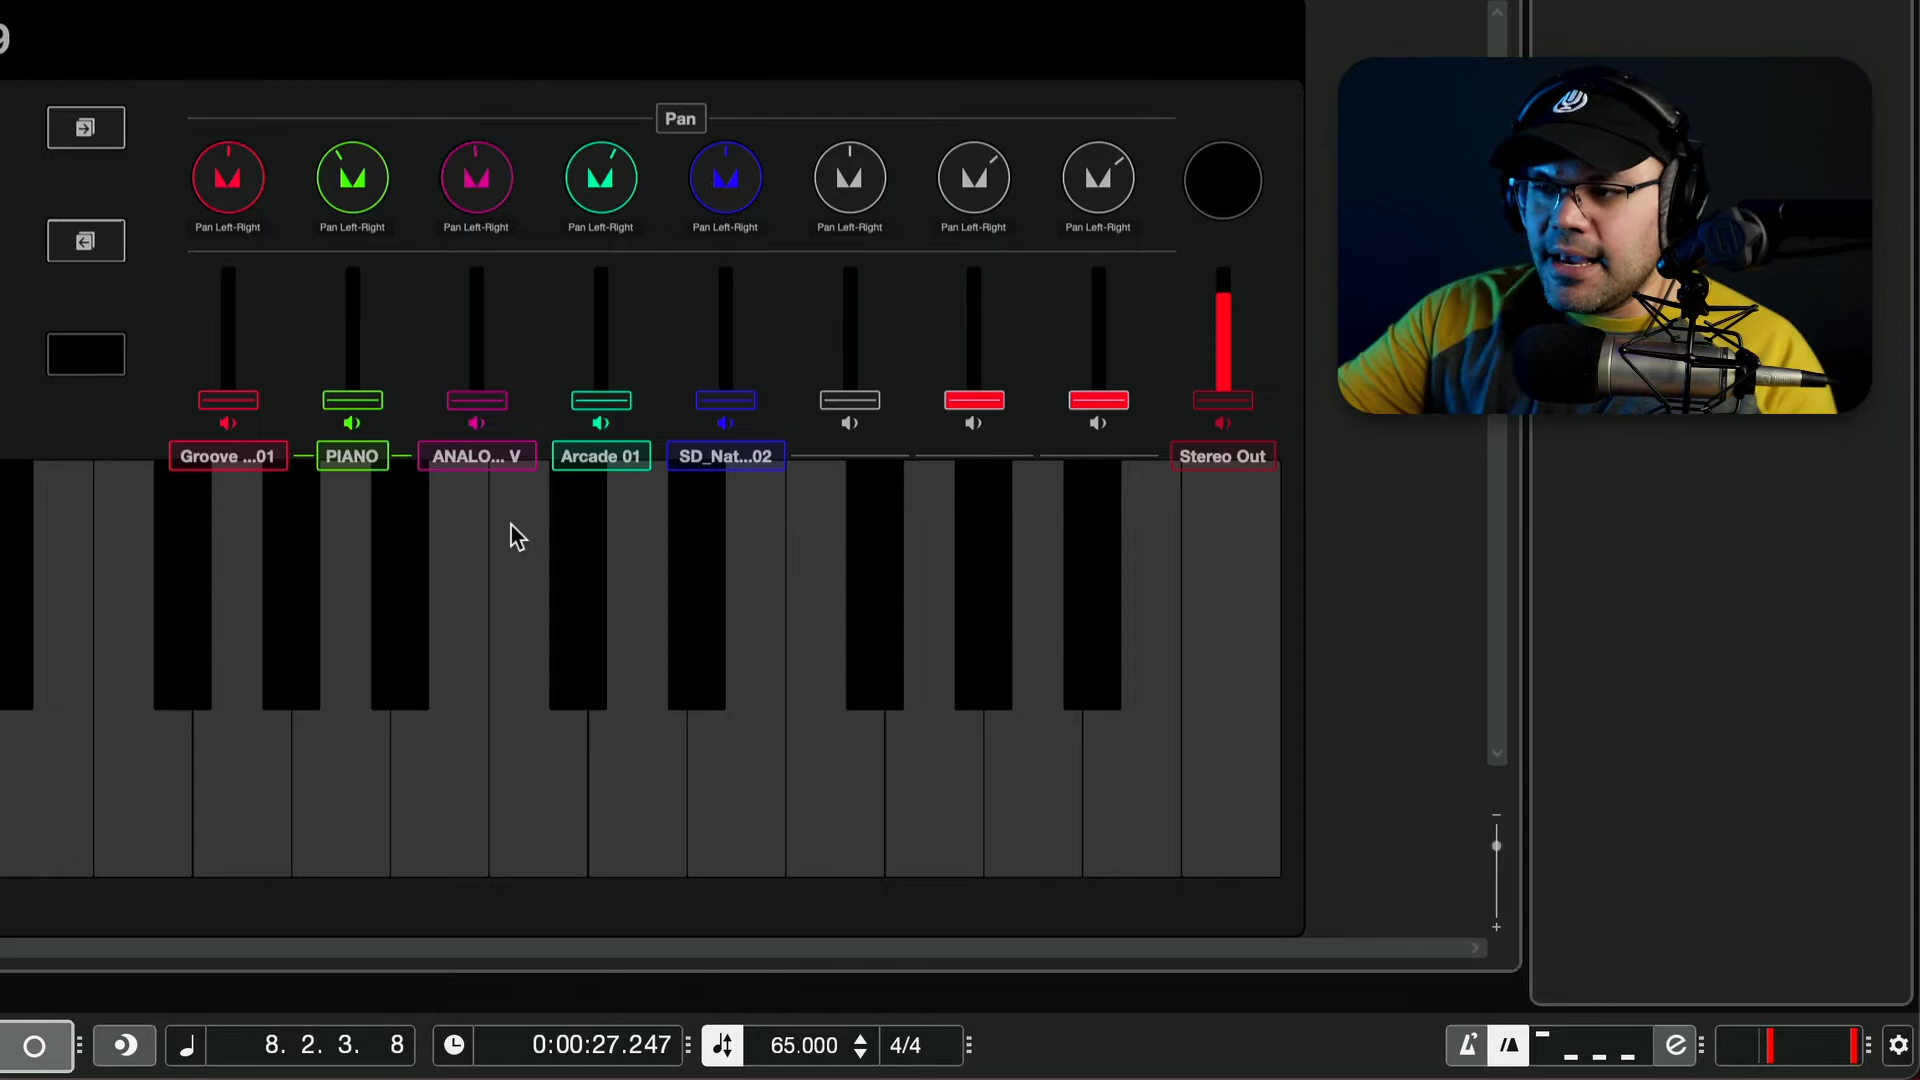 9
Pan
Pan Left-Right Pan Left-Right Pan Left-Right Pan Left-Right Pan Left-Right Pan Left-Right Pan Left-Right Pan Left-Right
Groove ...01 PIANO ANALO... V Arcade 01 SD_Nat...02 Stereo Out
8. 2. 3. 8 0:00:27.247 65.000 4/4